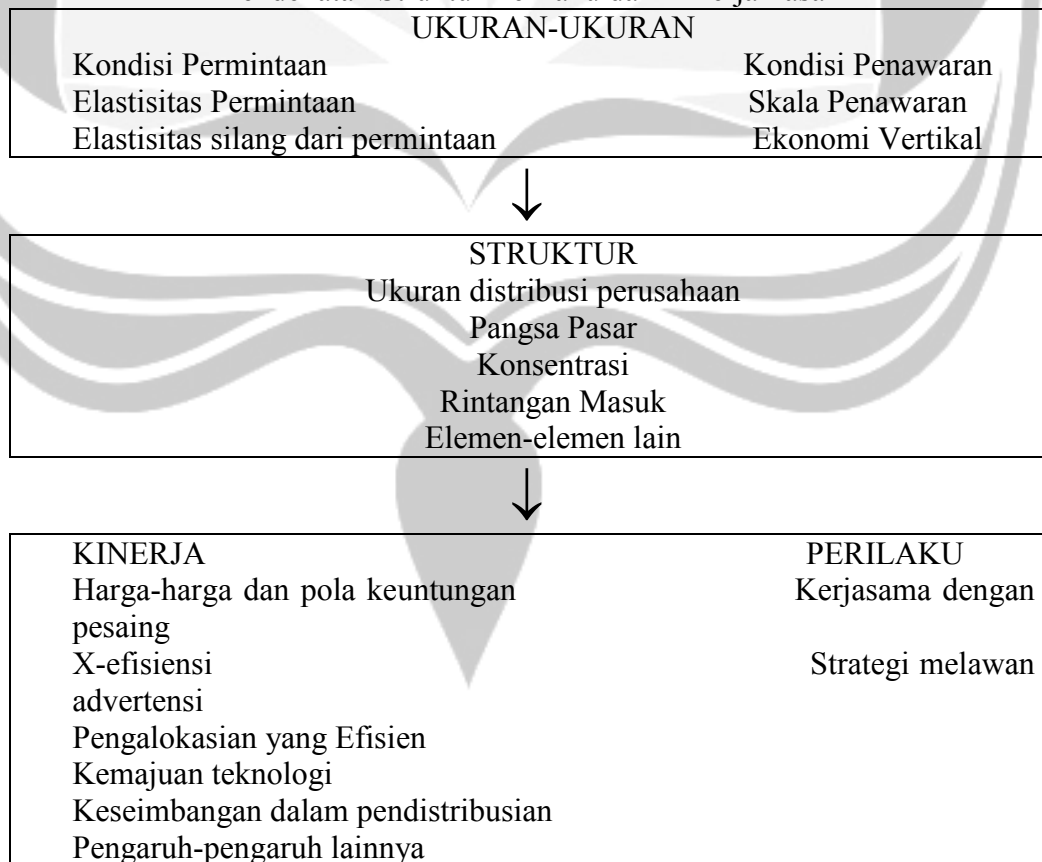 UKURAN-UKURAN
Kondisi Permintaan Kondisi Penawaran
Elastisitas Permintaan Skala Penawaran
Elastisitas silang dari permintaan Ekonomi Vertikal
↓
STRUKTUR
Ukuran distribusi perusahaan
Pangsa Pasar
Konsentrasi
Rintangan Masuk
Elemen-elemen lain
↓
KINERJA PERILAKU
Harga-harga dan pola keuntungan Kerjasama dengan
pesaing
X-efisiensi Strategi melawan
advertensi
Pengalokasian yang Efisien
Kemajuan teknologi
Keseimbangan dalam pendistribusian
Pengaruh-pengaruh lainnya